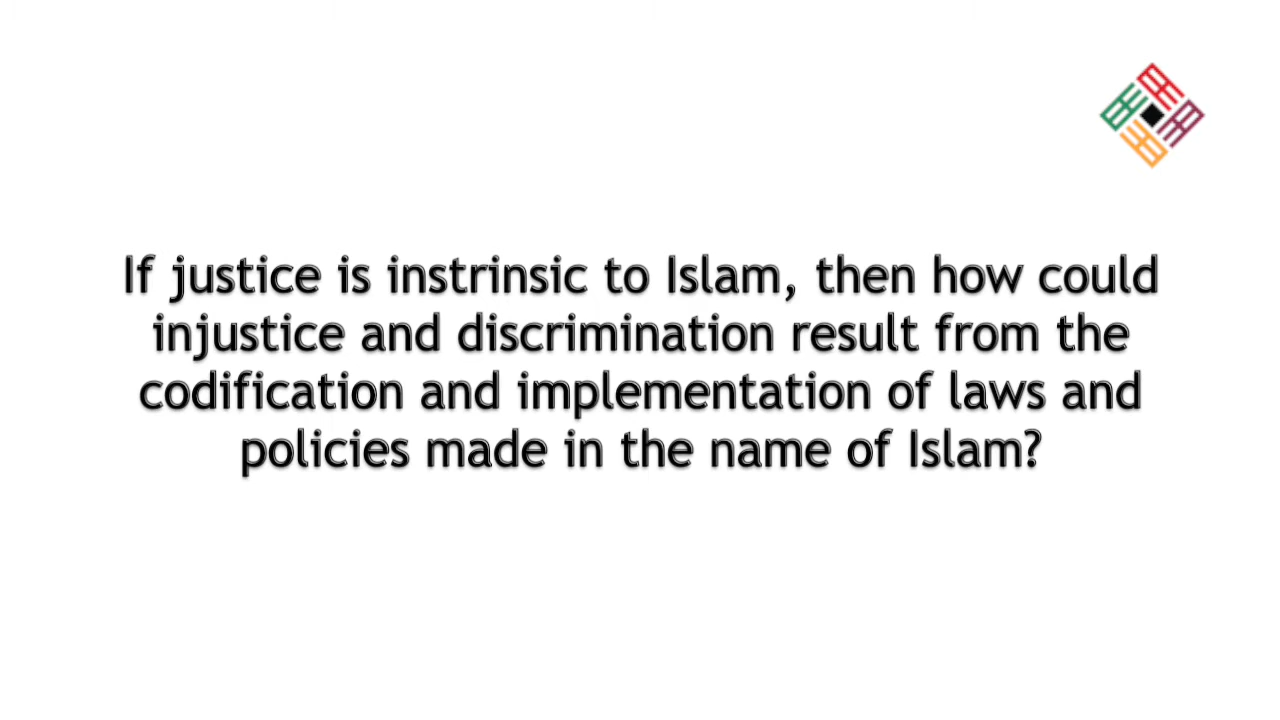 If justice is instrinsic to Islam, then how could
injustice and discrimination result from the
codification and implementation of laws and
policies made in the name of Islam?